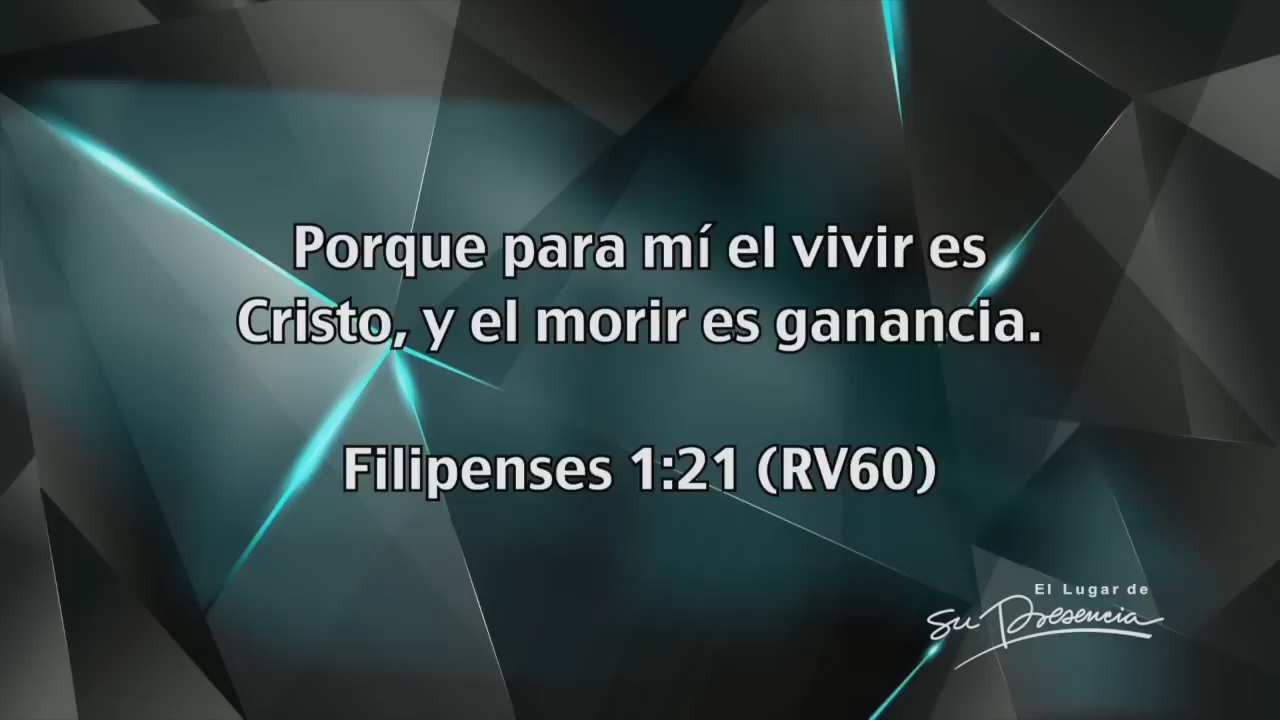 Porque para mí el vivir es
Cristo, y el morir es ganancia.
Filipenses 1:21 (RV60)
El Lugar de
Su Presencia